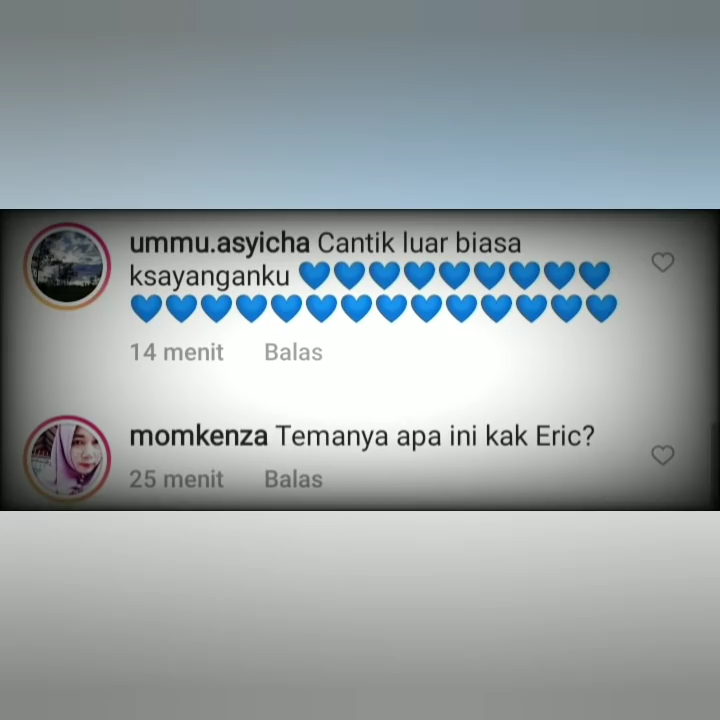 ummu.asyicha Cantik luar biasa
ksayanganku 💙💙💙💙💙💙💙💙💙
💙💙💙💙💙💙💙💙💙💙💙💙💙💙
14 menit Balas
momkenza Temanya apa ini kak Eric?
25 menit Balas